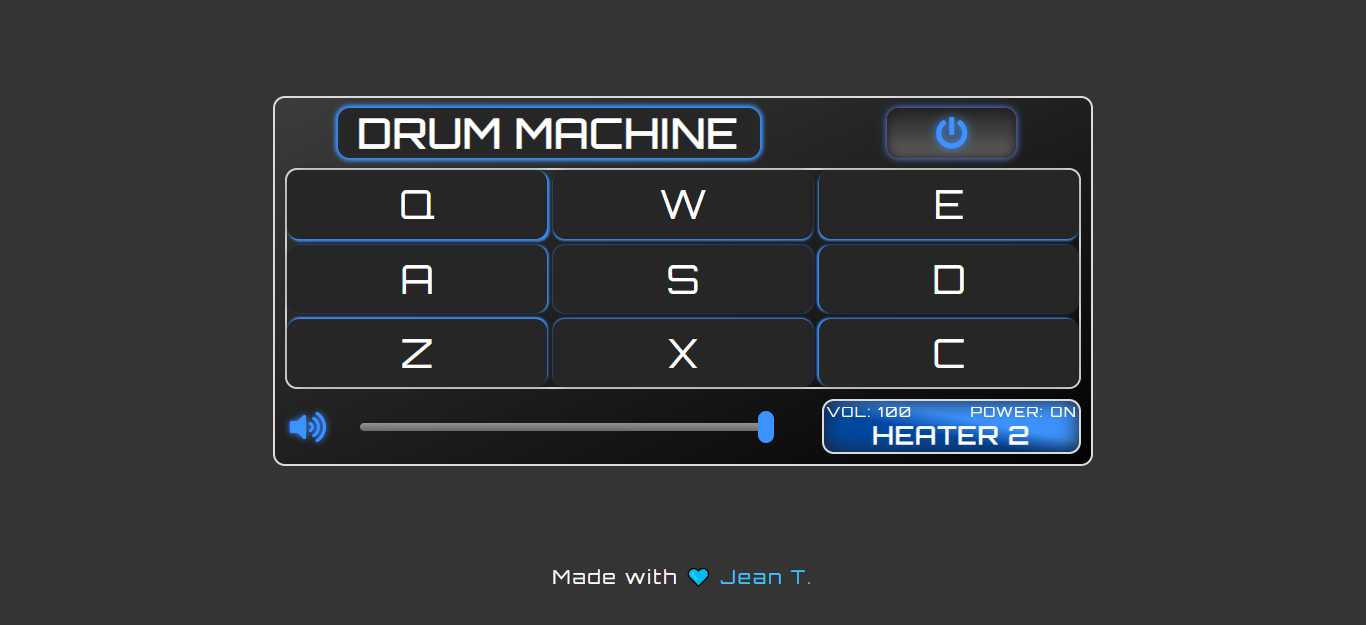 DRUM MACHINE
Q W E
A S D
Z X C
VOL: 100 POWER: ON
HEATER 2
Made with Jean T.